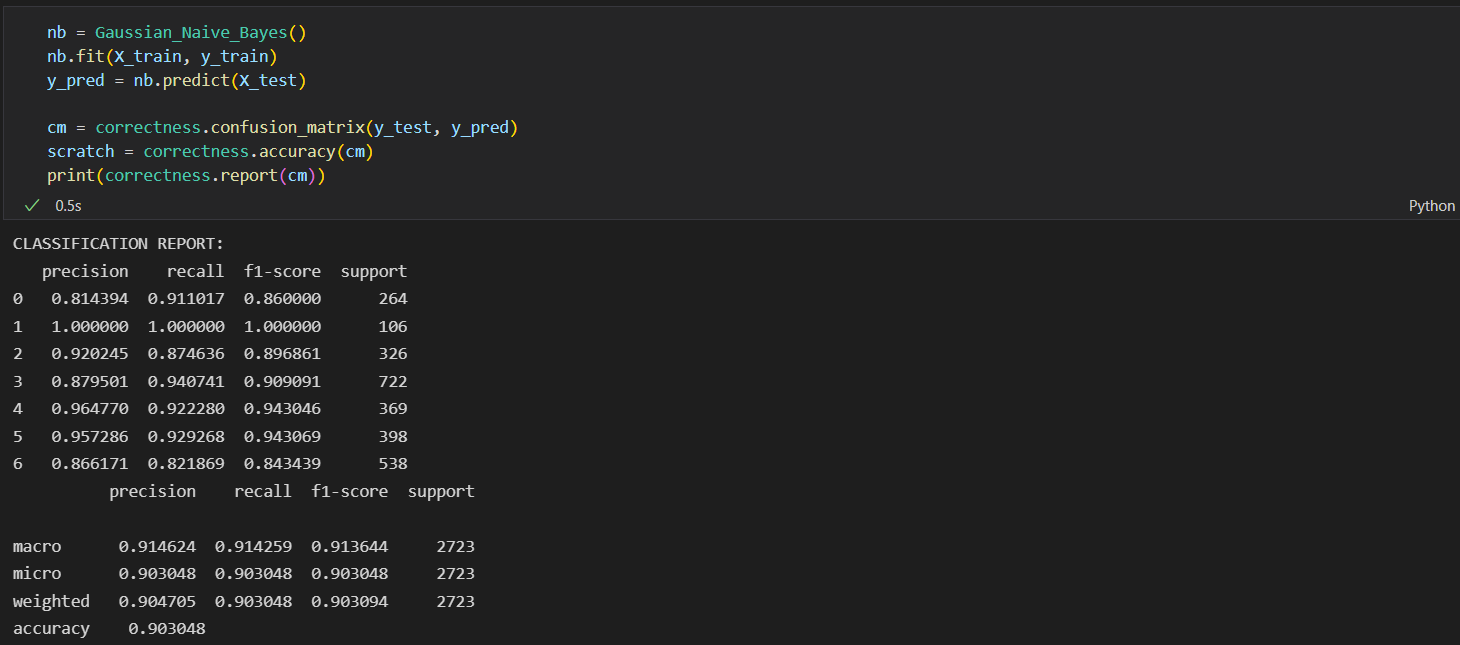 nb = Gaussian_Naive_Bayes()
nb.fit(X_train, y_train)
y_pred = nb.predict(X_test)
cm = correctness.confusion_matrix(y_test, y_pred)
scratch = correctness.accuracy(cm)
print(correctness.report(cm))
0.5s Python
CLASSIFICATION REPORT:
precision recall f1-score support
0 0.814394 0.911017 0.860000 264
1 1.000000 1.000000 1.000000 106
2 0.920245 0.874636 0.896861 326
3 0.879501 0.940741 0.909091 722
4 0.964770 0.922280 0.943046 369
5 0.957286 0.929268 0.943069 398
6 0.866171 0.821869 0.843439 538
precision recall f1-score support
macro 0.914624 0.914259 0.913644 2723
micro 0.903048 0.903048 0.903048 2723
weighted 0.904705 0.903048 0.903094 2723
accuracy 0.903048